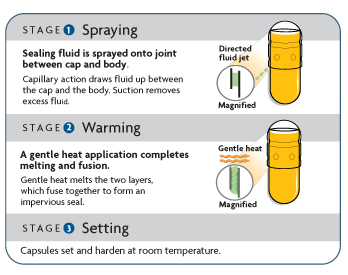 STAGE 1 Spraying
Sealing fluid is sprayed onto joint
between cap and body.
Capillary action draws fluid up between
the cap and the body. Suction removes
excess fluid.
Directed
fluid jet
Magnified
STAGE 2 Warming
A gentle heat application completes
melting and fusion.
Gentle heat melts the two layers,
which fuse together to form an
impervious seal.
Gentle heat
Magnified
STAGE 3 Setting
Capsules set and harden at room temperature.